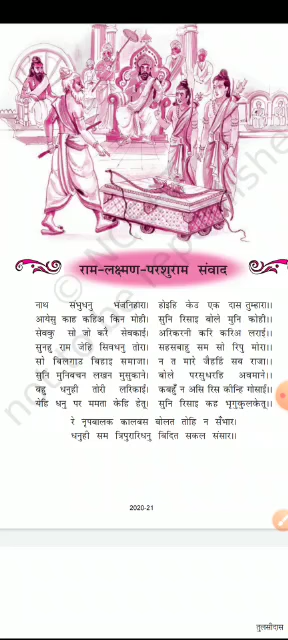 राम-लक्ष्मण-परशुराम संवाद
नाथ संभुधनु भंजनिहारा। होइहि केउ एक दास तुम्हारा।।
आयेसु काह कहिअ किन मोही। सुनि रिसाइ बोले मुनि कोही।।
सेवकु सो जो करै सेवकाई। अरिकरनी करि करिअ लराई।।
सुनहु राम जेहि सिवधनु तोरा। सहसबाहु सम सो रिपु मोरा।।
सो बिलगाउ बिहाइ समाजा। न त मारे जैहहिं सब राजा।।
सुनि मुनिबचन लखन मुसुकाने। बोले परसुधरहि अवमाने।।
बहु धनुही तोरी लरिकाईं। कबहुँ न असि रिस कीन्हि गोसाईं।।
येहि धनु पर ममता केहि हेतू। सुनि रिसाइ कह भृगुकुलकेतू।।
रे नृपबालक कालबस बोलत तोहि न सँभार।
धनुही सम त्रिपुरारिधनु बिदित सकल संसार।।
2020-21
तुलसीदास